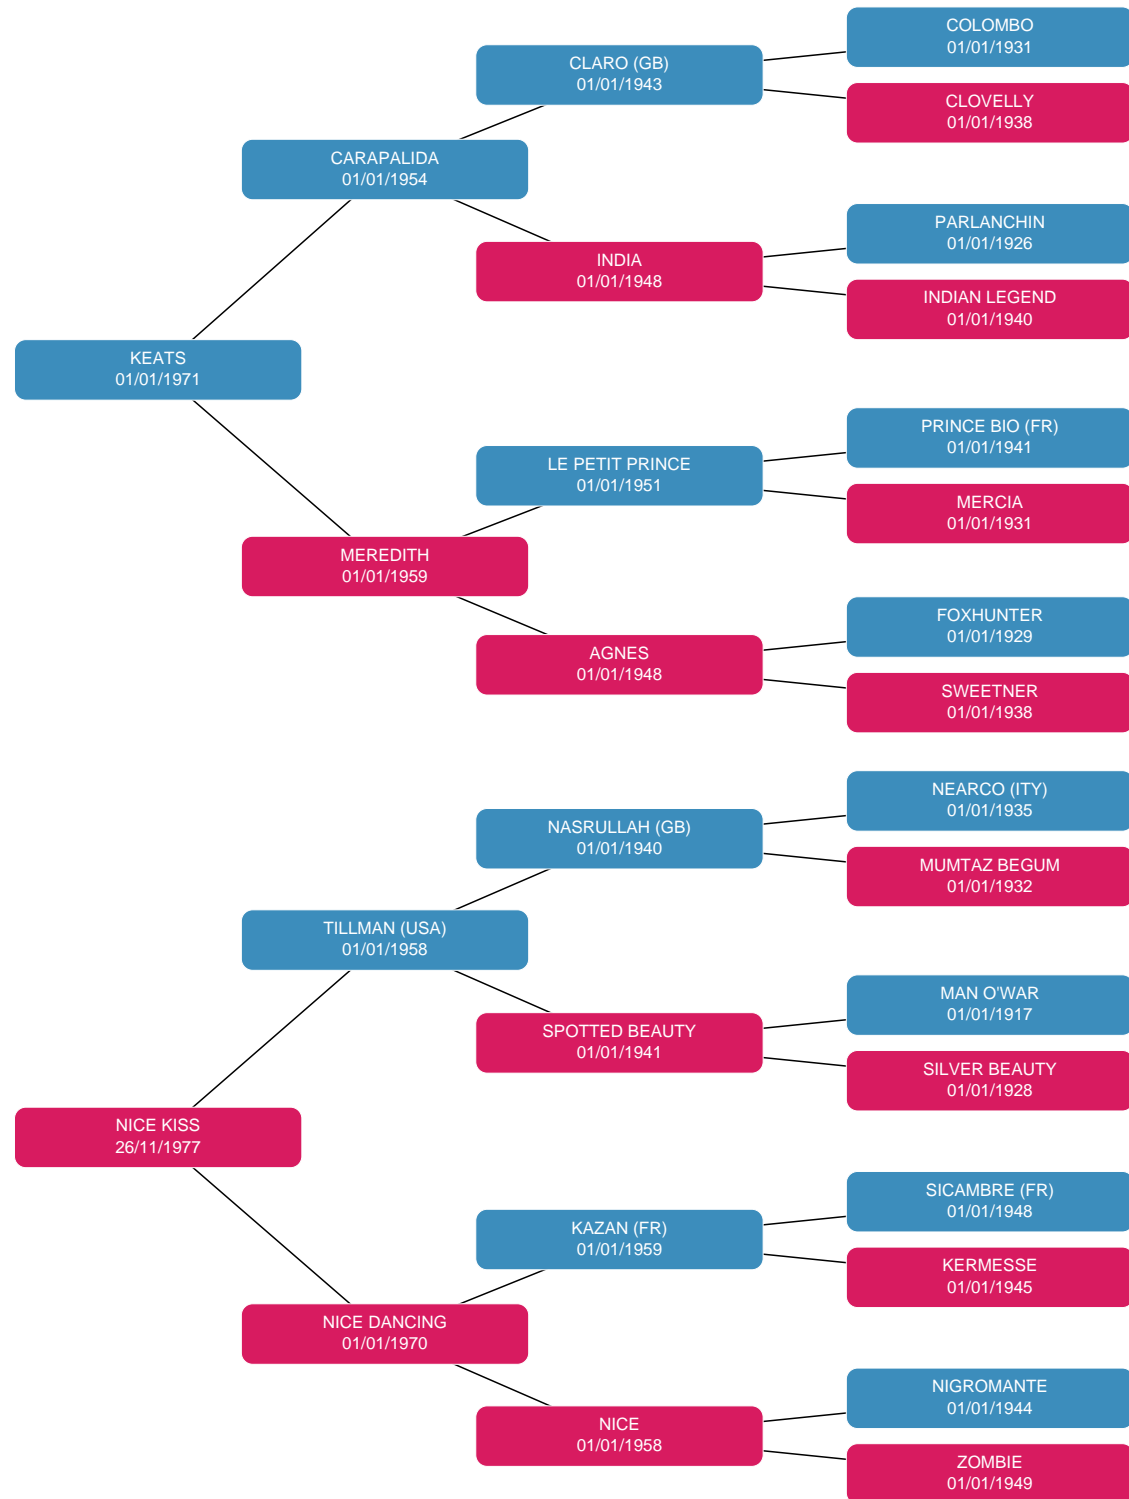 COLOMBO
01/01/1931
CLARO (GB)
01/01/1943
CLOVELLY
01/01/1938
CARAPALIDA
01/01/1954
PARLANCHIN
01/01/1926
INDIA
01/01/1948
INDIAN LEGEND
01/01/1940
KEATS
01/01/1971
PRINCE BIO (FR)
01/01/1941
LE PETIT PRINCE
01/01/1951
MERCIA
01/01/1931
MEREDITH
01/01/1959
FOXHUNTER
01/01/1929
AGNES
01/01/1948
SWEETNER
01/01/1938
NEARCO (ITY)
01/01/1935
NASRULLAH (GB)
01/01/1940
MUMTAZ BEGUM
01/01/1932
TILLMAN (USA)
01/01/1958
MAN O'WAR
01/01/1917
SPOTTED BEAUTY
01/01/1941
SILVER BEAUTY
01/01/1928
NICE KISS
26/11/1977
SICAMBRE (FR)
01/01/1948
KAZAN (FR)
01/01/1959
KERMESSE
01/01/1945
NICE DANCING
01/01/1970
NIGROMANTE
01/01/1944
NICE
01/01/1958
ZOMBIE
01/01/1949